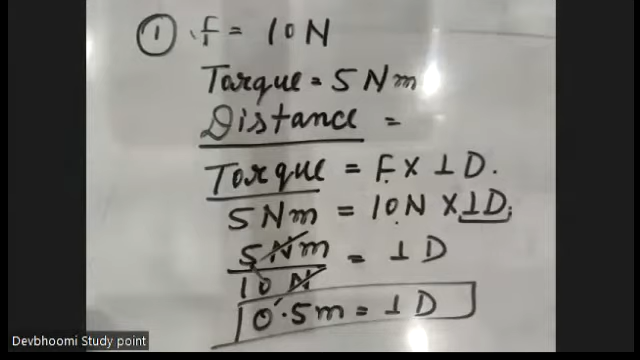 ① f = 10N
Torque = 5 Nm
Distance =
Torque = F × ⊥ D.
5 Nm = 10N × ⊥D;
5Nm/10N = ⊥ D
0.5m = ⊥ D
Devbhoomi Study point